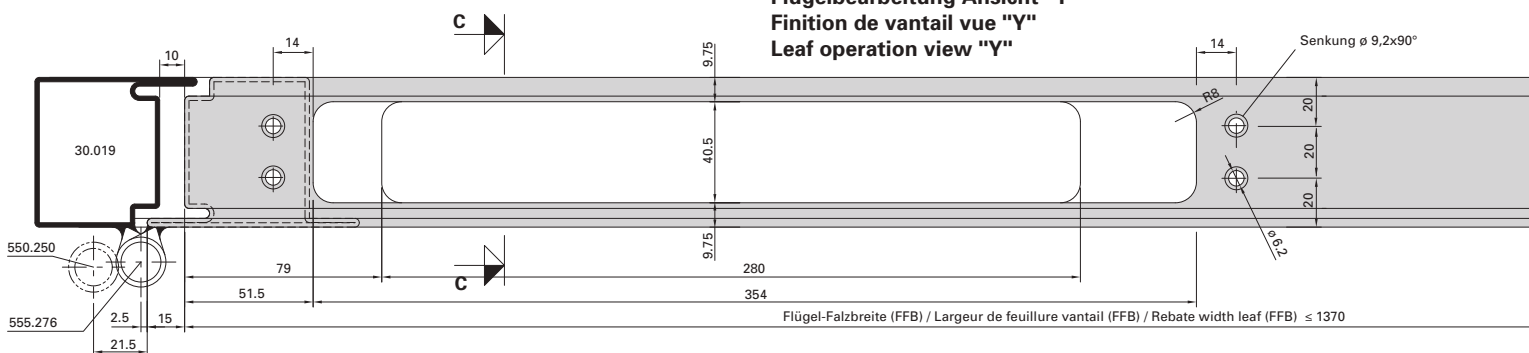 Flügelbearbeitung Ansicht "Y"
Finition de vantail vue "Y"
Leaf operation view "Y"
C
14
10
9.75
14
Senkung ø 9,2x90°
R8
20
30.019
40.5
20
20
550.250
9.75
ø 6.2
79
C
280
51.5
354
555.276
2.5
15
Flügel-Falzbreite (FFB) / Largeur de feuillure vantail (FFB) / Rebate width leaf (FFB) ≤ 1370
21.5